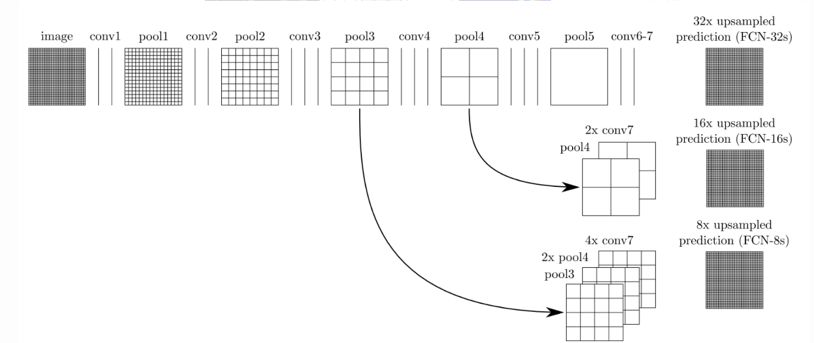 image conv1 pool1 conv2 pool2 conv3 pool3 conv4 pool4 conv5 pool5 conv6-7
32x upsampled
prediction (FCN-32s)
2x conv7
pool4
16x upsampled
prediction (FCN-16s)
4x conv7
2x pool4
pool3
8x upsampled
prediction (FCN-8s)